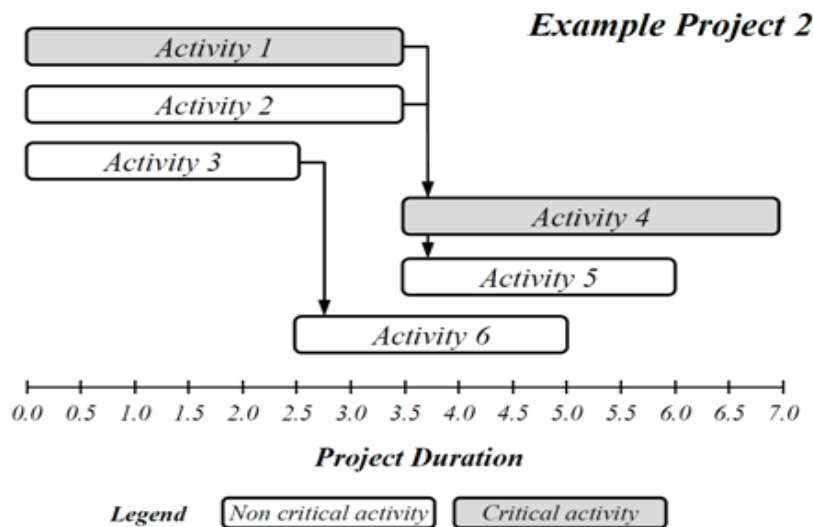 Example Project 2
Activity 1
Activity 2
Activity 3
Activity 4
Activity 5
Activity 6
0.0 0.5 1.0 1.5 2.0 2.5 3.0 3.5 4.0 4.5 5.0 5.5 6.0 6.5 7.0
Project Duration
Legend Non critical activity Critical activity